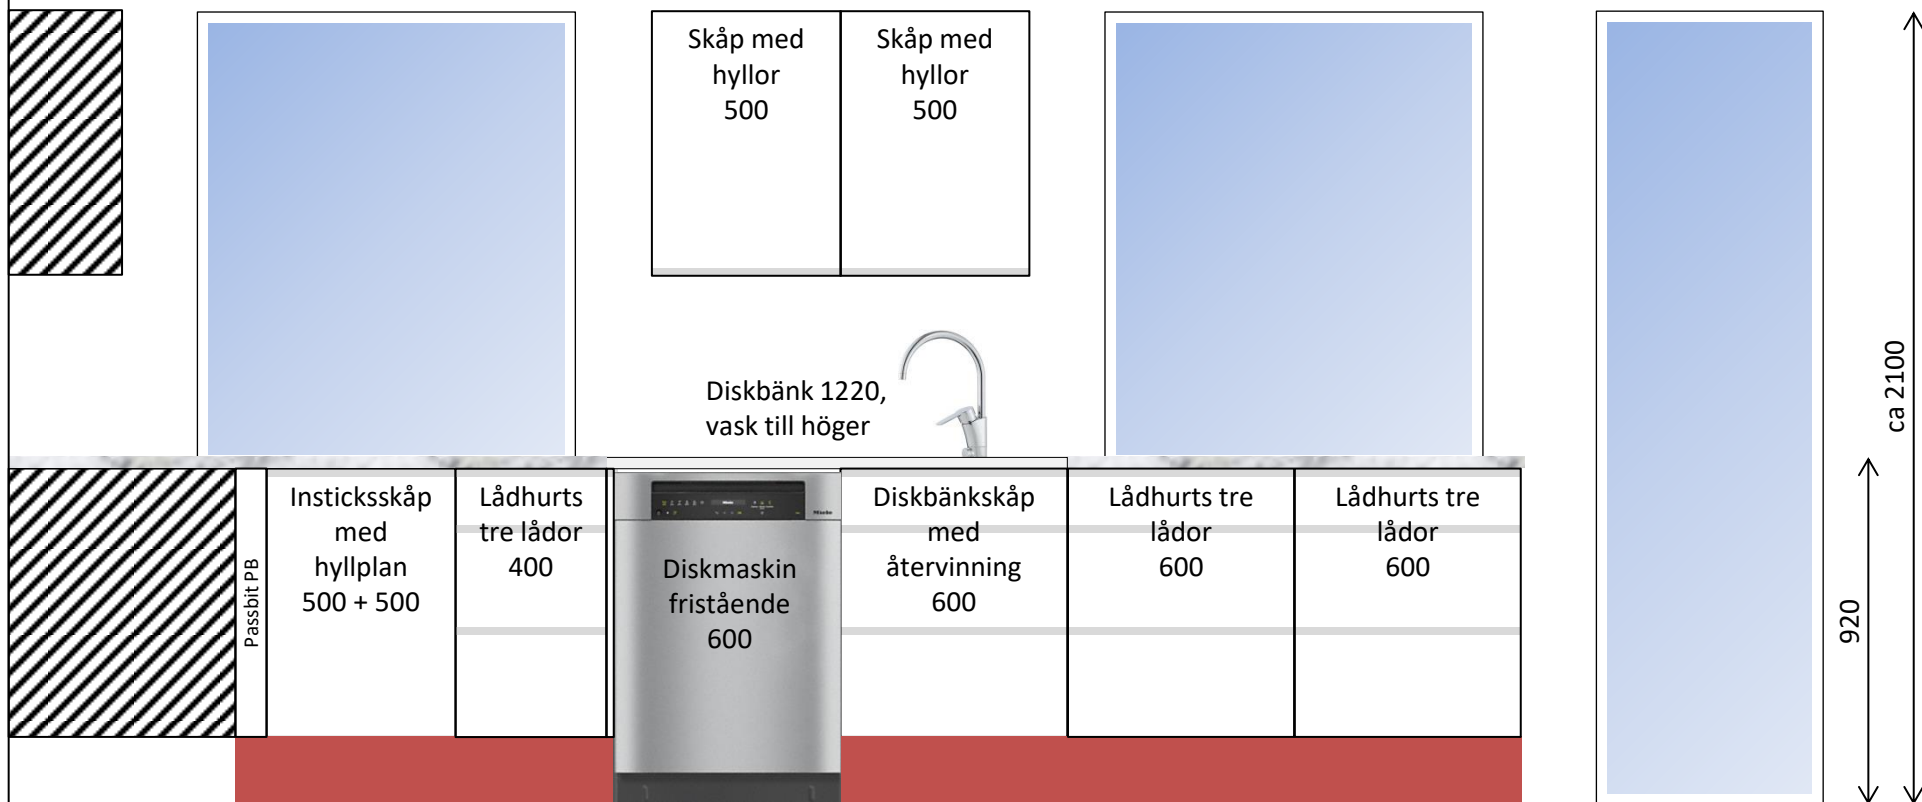 Skåp med
hyllor
500
Skåp med
hyllor
500
Diskbänk 1220,
vask till höger
ca 2100
920
Passbit PB
Insticksskåp
med
hyllplan
500 + 500
Lådhurts
tre lådor
400
Miele
Diskmaskin
fristående
600
Diskbänkskåp
med
återvinning
600
Lådhurts tre
lådor
600
Lådhurts tre
lådor
600